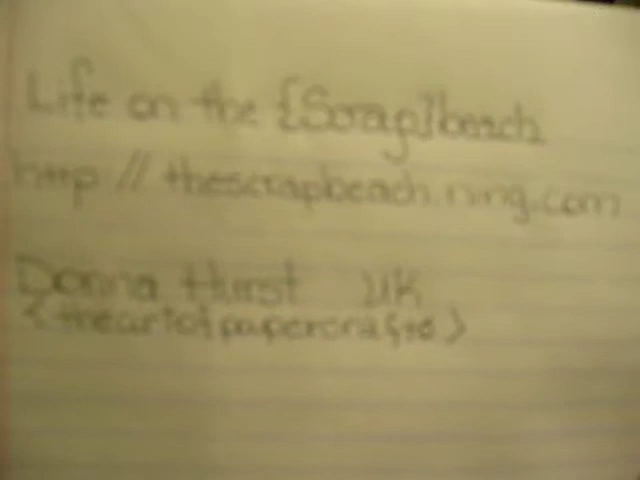 Life on the {Scrap}beach
http://thescrapbeach.ning.com
Donna Hurst UK
{theartofpapercrafts}